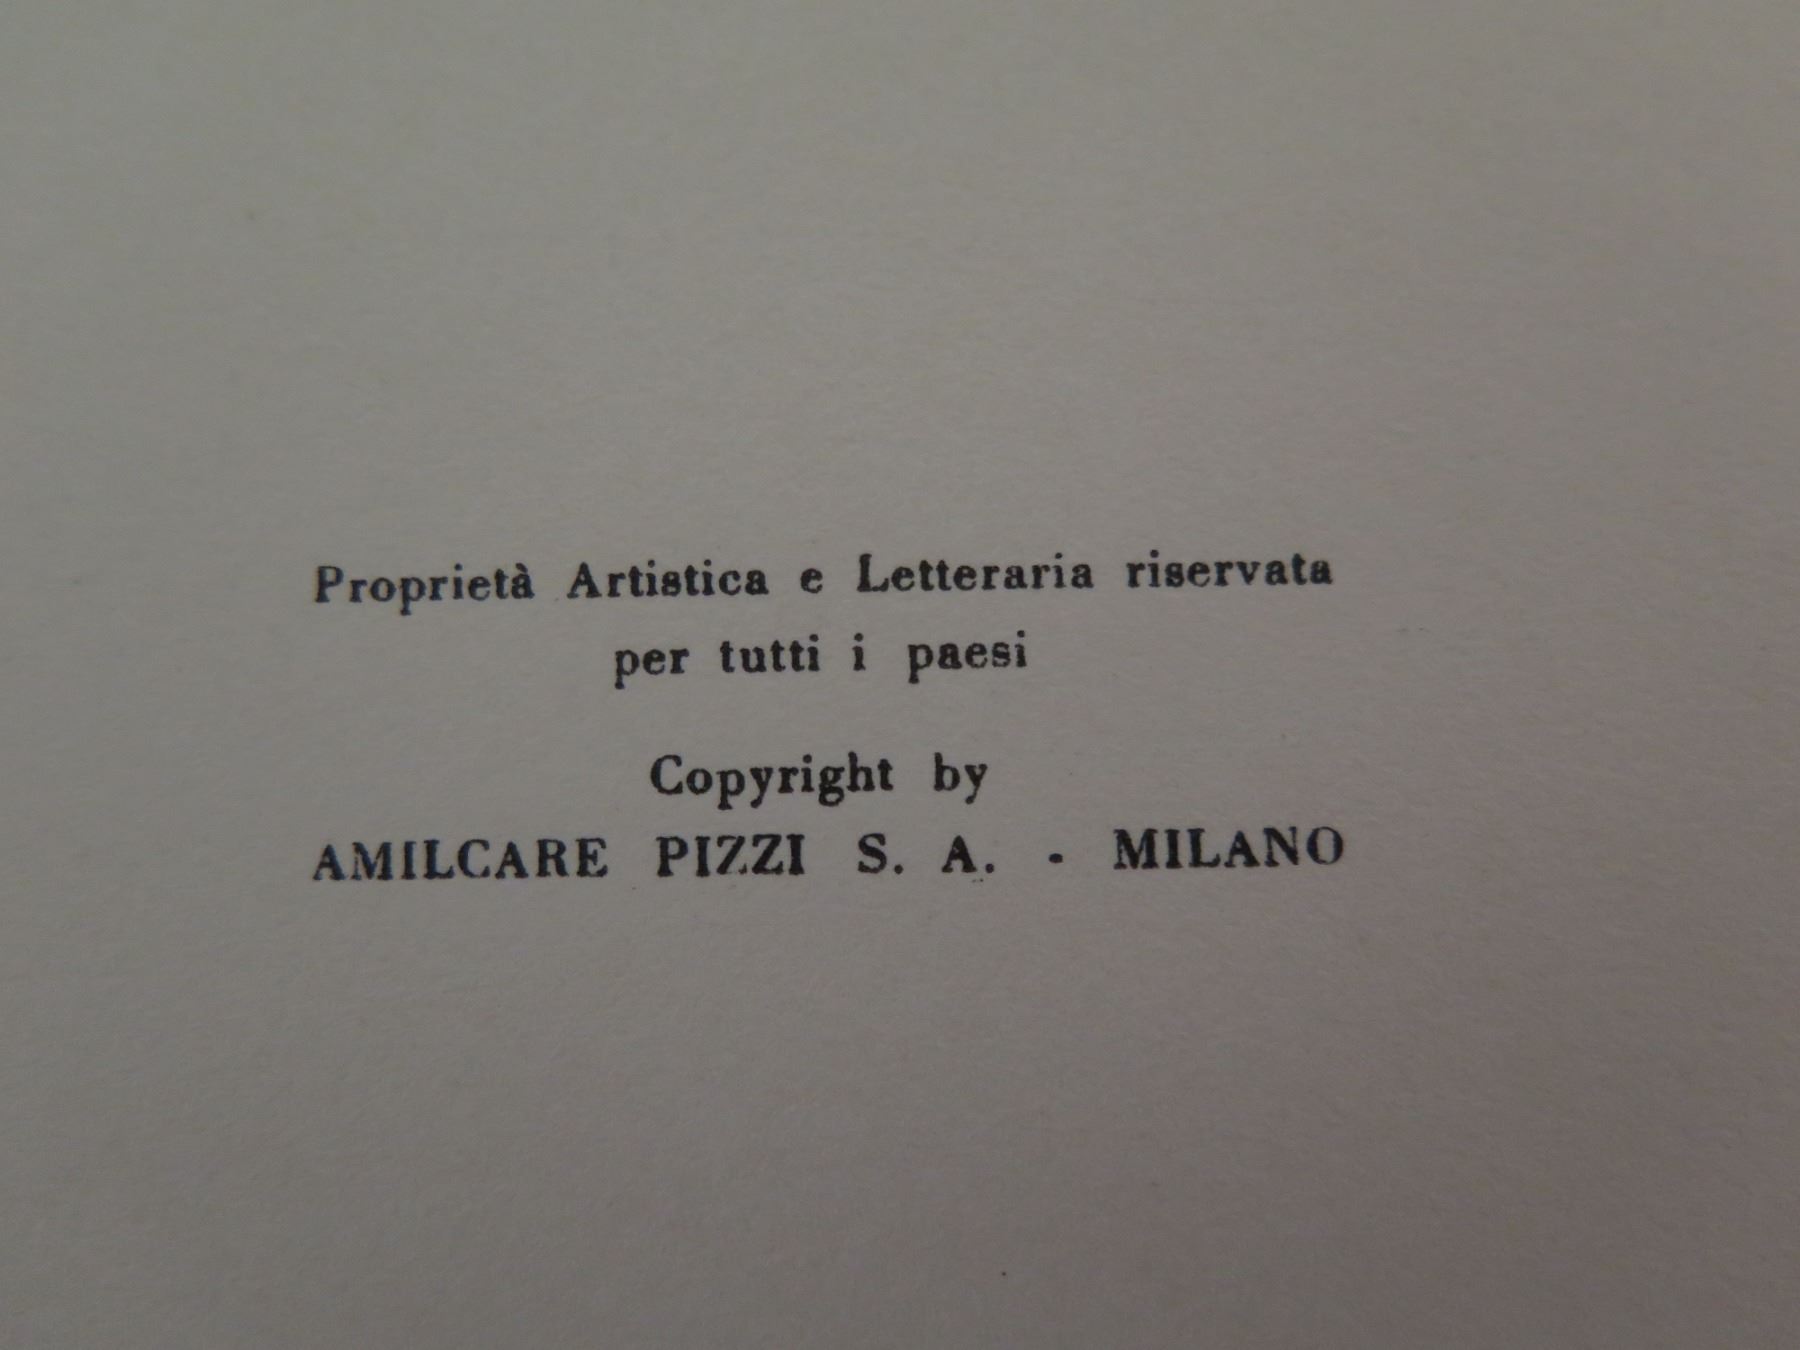 Proprietà Artistica e Letteraria riservata
per tutti i paesi
Copyright by
AMILCARE PIZZI S. A. - MILANO